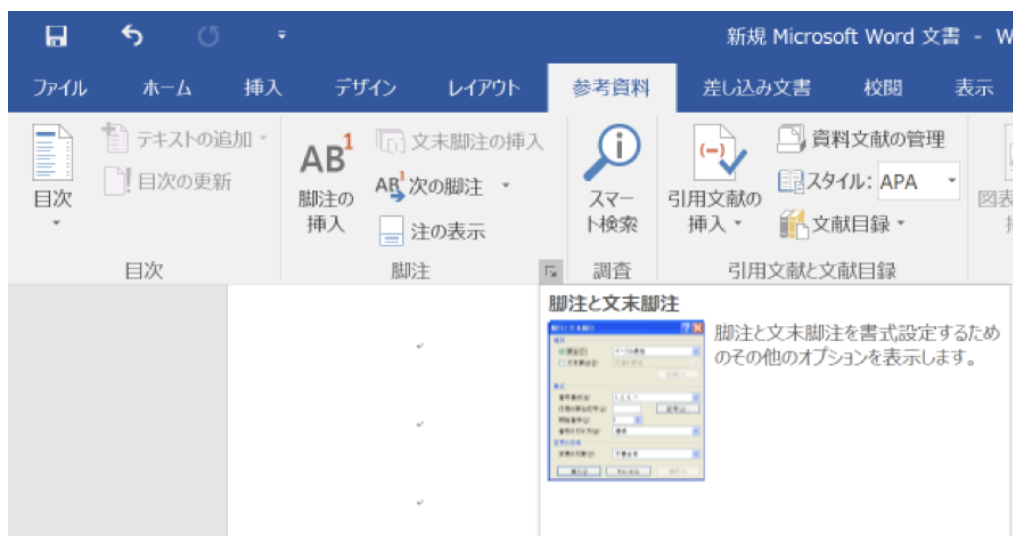 新規 Microsoft Word 文書 - W
ファイル ホーム 挿入 デザイン レイアウト 参考資料 差し込み文書 校閲 表示
目次
テキストの追加
目次の更新
目次
AB1
脚注の
挿入
文末脚注の挿入
AB1 次の脚注
注の表示
脚注
スマー
ト検索
調査
引用文献の
挿入
資料文献の管理
スタイル: APA
文献目録
引用文献と文献目録
図表
脚注と文末脚注
脚注と文末脚注を書式設定するため
のその他のオプションを表示します。